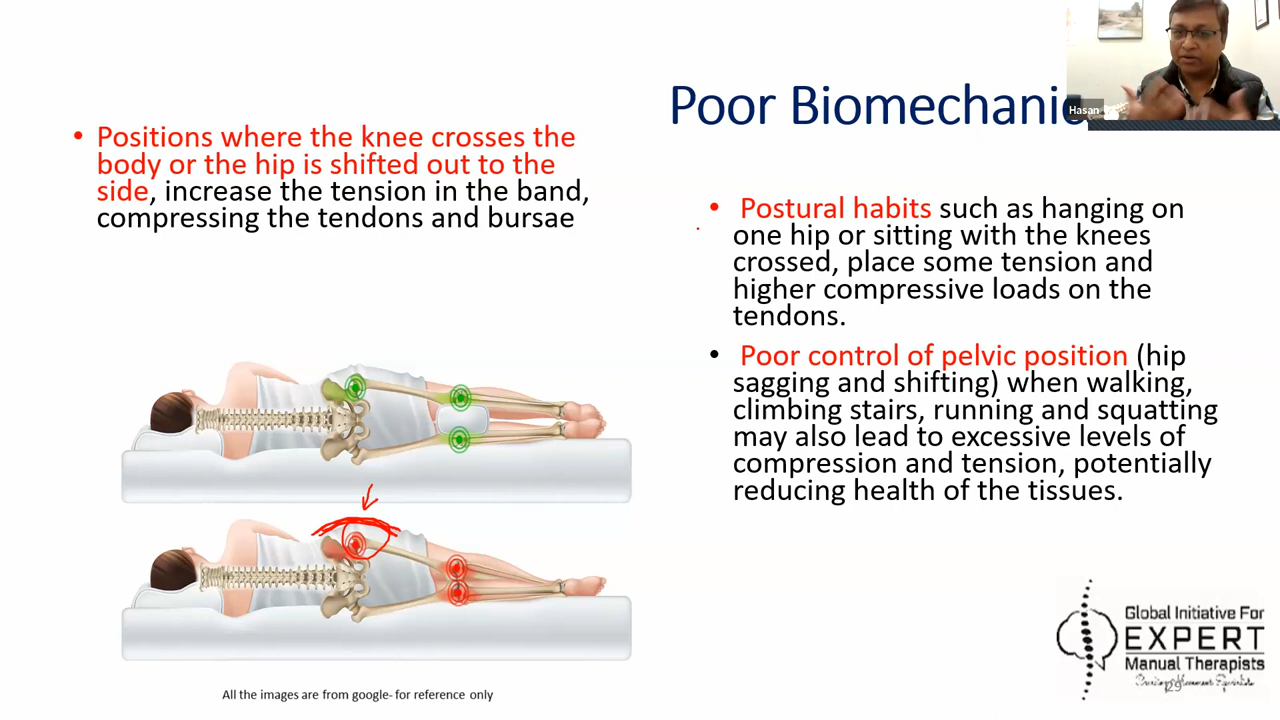 Poor Biomechanic
Hasan
• Positions where the knee crosses the
body or the hip is shifted out to the
side, increase the tension in the band,
compressing the tendons and bursae
• Postural habits such as hanging on
one hip or sitting with the knees
crossed, place some tension and
higher compressive loads on the
tendons.
• Poor control of pelvic position (hip
sagging and shifting) when walking,
climbing stairs, running and squatting
may also lead to excessive levels of
compression and tension, potentially
reducing health of the tissues.
All the images are from google- for reference only
Global Initiative For
EXPERT
Manual Therapists
29